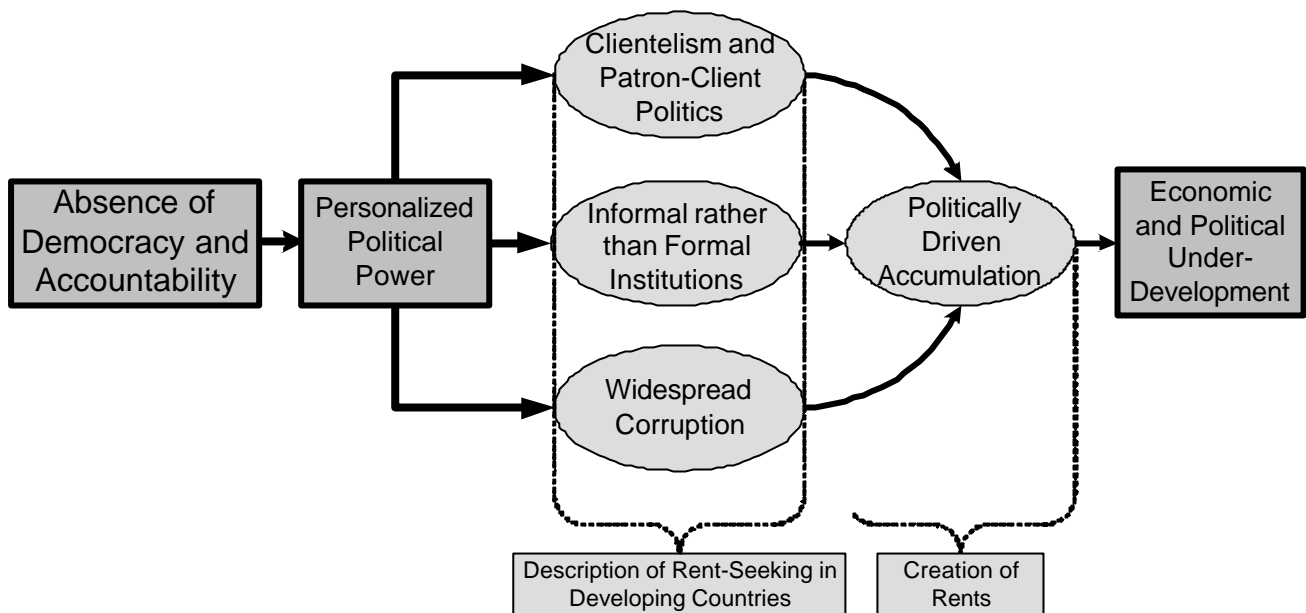 Clientelism and
Patron-Client
Politics
Absence of
Democracy and
Accountability
Personalized
Political
Power
Informal rather
than Formal
Institutions
Politically
Driven
Accumulation
Economic
and Political
Under-
Development
Widespread
Corruption
Description of Rent-Seeking in
Developing Countries
Creation of
Rents